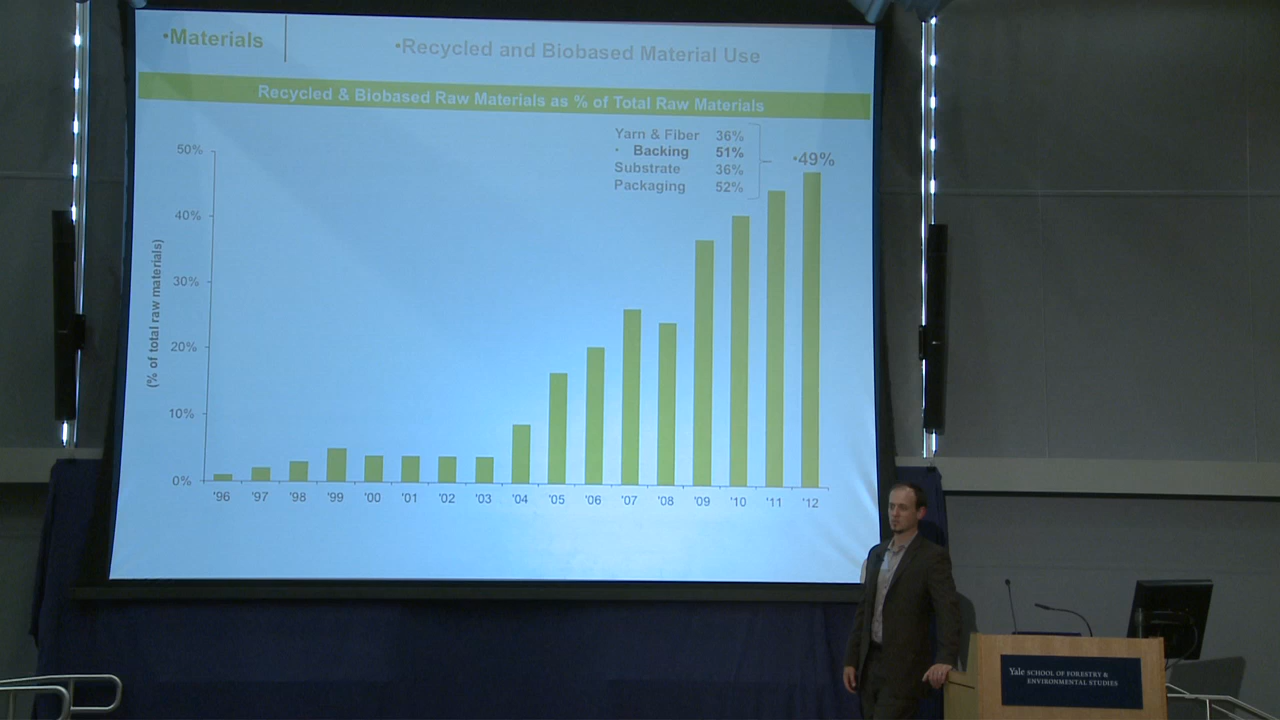 •Materials
•Recycled and Biobased Material Use
Recycled & Biobased Raw Materials as % of Total Raw Materials
Yarn & Fiber 36%
• Backing 51%
Substrate 36%
Packaging 52%
•49%
(% of total raw materials)
50%
40%
30%
20%
10%
0%
'96 '97 '98 '99 '00 '01 '02 '03 '04 '05 '06 '07 '08 '09 '10 '11 '12
Yale SCHOOL OF FORESTRY &
ENVIRONMENTAL STUDIES